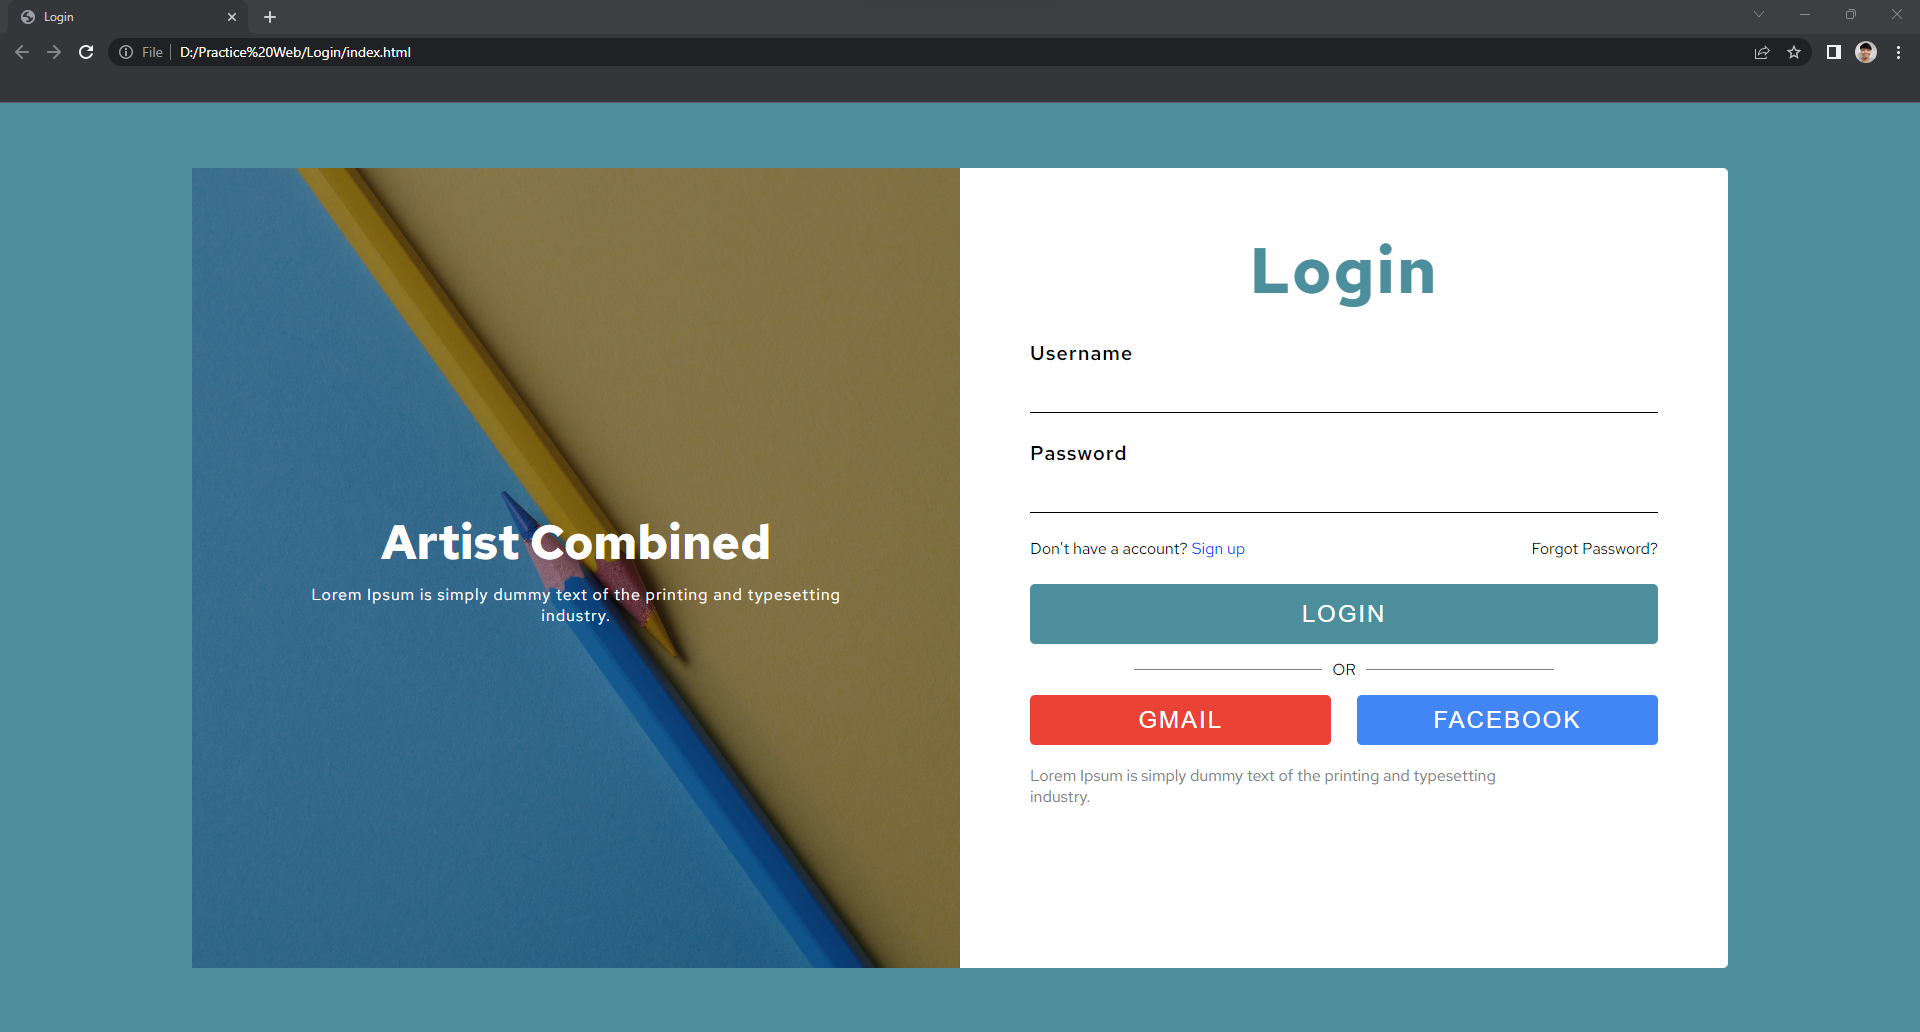 Login
File
D:/Practice%20Web/Login/index.html
Artist Combined
Lorem Ipsum is simply dummy text of the printing and typesetting
industry.
Login
Username
Password
Don't have a account? Sign up
Forgot Password?
LOGIN
OR
GMAIL
FACEBOOK
Lorem Ipsum is simply dummy text of the printing and typesetting
industry.